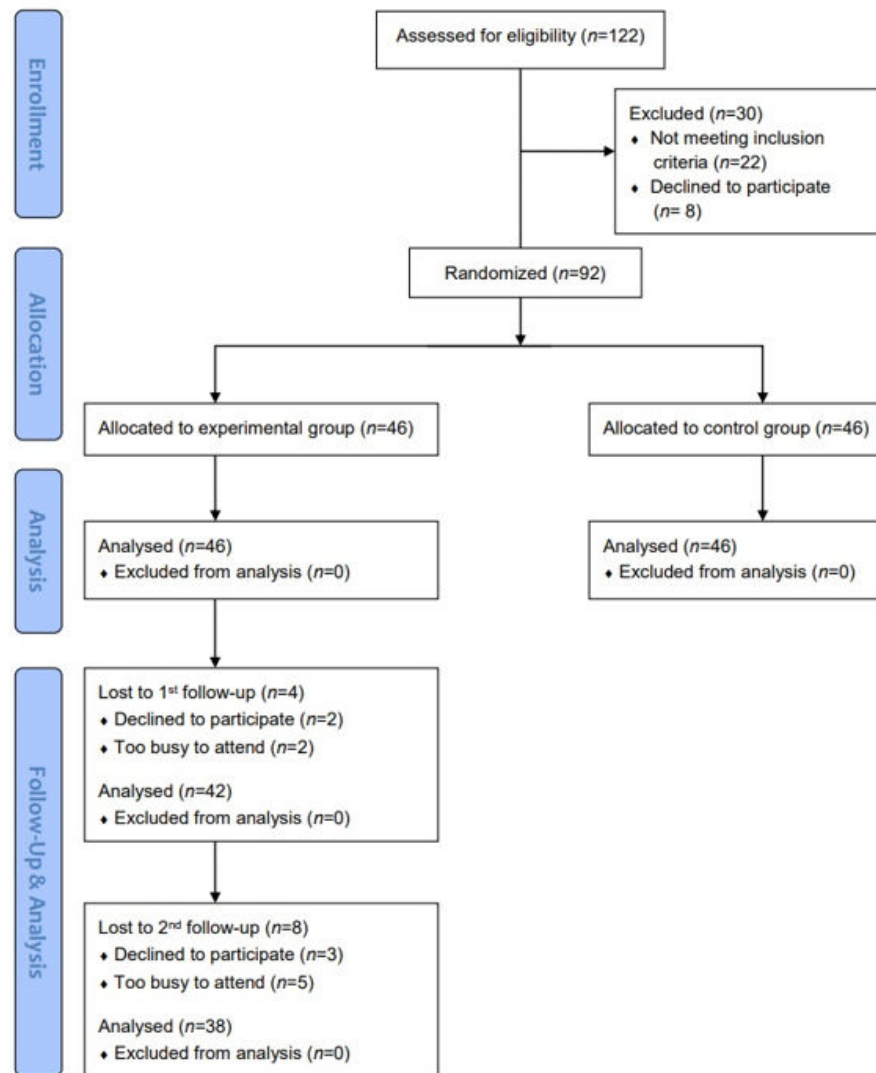 Enrollment
Assessed for eligibility (n=122)
Excluded (n=30)
♦ Not meeting inclusion
criteria (n=22)
♦ Declined to participate
(n= 8)
Allocation
Randomized (n=92)
Allocated to experimental group (n=46)
Allocated to control group (n=46)
Analysis
Analysed (n=46)
♦ Excluded from analysis (n=0)
Analysed (n=46)
♦ Excluded from analysis (n=0)
Follow-Up & Analysis
Lost to 1st follow-up (n=4)
♦ Declined to participate (n=2)
♦ Too busy to attend (n=2)
Analysed (n=42)
♦ Excluded from analysis (n=0)
Lost to 2nd follow-up (n=8)
♦ Declined to participate (n=3)
♦ Too busy to attend (n=5)
Analysed (n=38)
♦ Excluded from analysis (n=0)